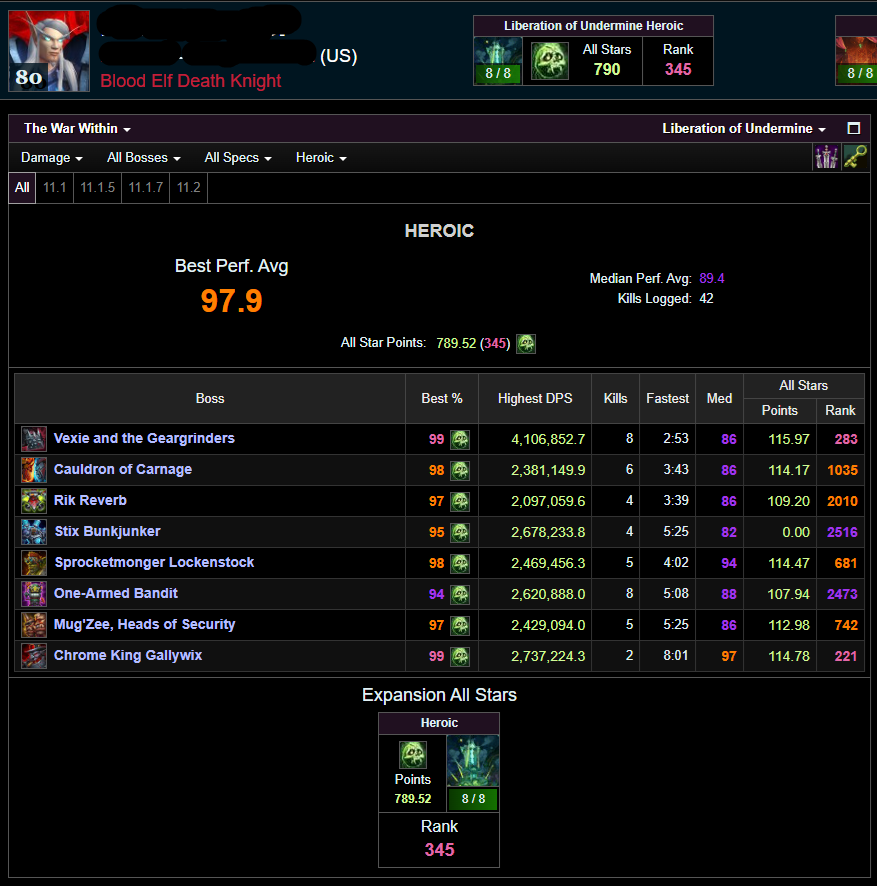 80
(US)
Blood Elf Death Knight
Liberation of Undermine Heroic
8 / 8
All Stars
790
Rank
345
8 / 8
The War Within
Liberation of Undermine
Damage All Bosses All Specs Heroic
All 11.1 11.1.5 11.1.7 11.2
HEROIC
Best Perf. Avg
97.9
Median Perf. Avg: 89.4
Kills Logged: 42
All Star Points: 789.52 (345)
Boss Best % Highest DPS Kills Fastest Med All Stars
Points Rank
Vexie and the Geargrinders 99 4,106,852.7 8 2:53 86 115.97 283
Cauldron of Carnage 98 2,381,149.9 6 3:43 86 114.17 1035
Rik Reverb 97 2,097,059.6 4 3:39 86 109.20 2010
Stix Bunkjunker 95 2,678,233.8 4 5:25 82 0.00 2516
Sprocketmonger Lockenstock 98 2,469,456.3 5 4:02 94 114.47 681
One-Armed Bandit 94 2,620,888.0 8 5:08 88 107.94 2473
Mug'Zee, Heads of Security 97 2,429,094.0 5 5:25 86 112.98 742
Chrome King Gallywix 99 2,737,224.3 2 8:01 97 114.78 221
Expansion All Stars
Heroic
Points
789.52
8 / 8
Rank
345